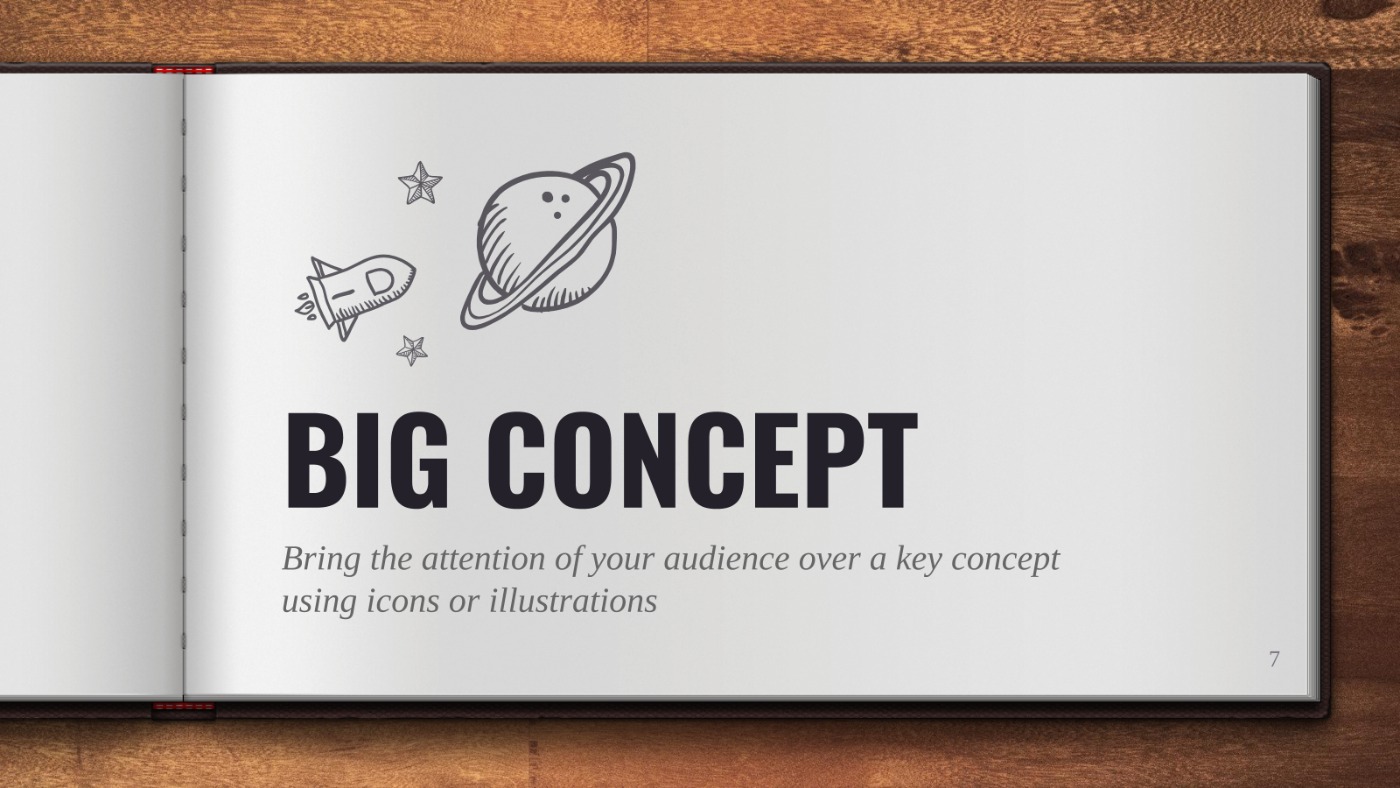 BIG CONCEPT
Bring the attention of your audience over a key concept
using icons or illustrations
7